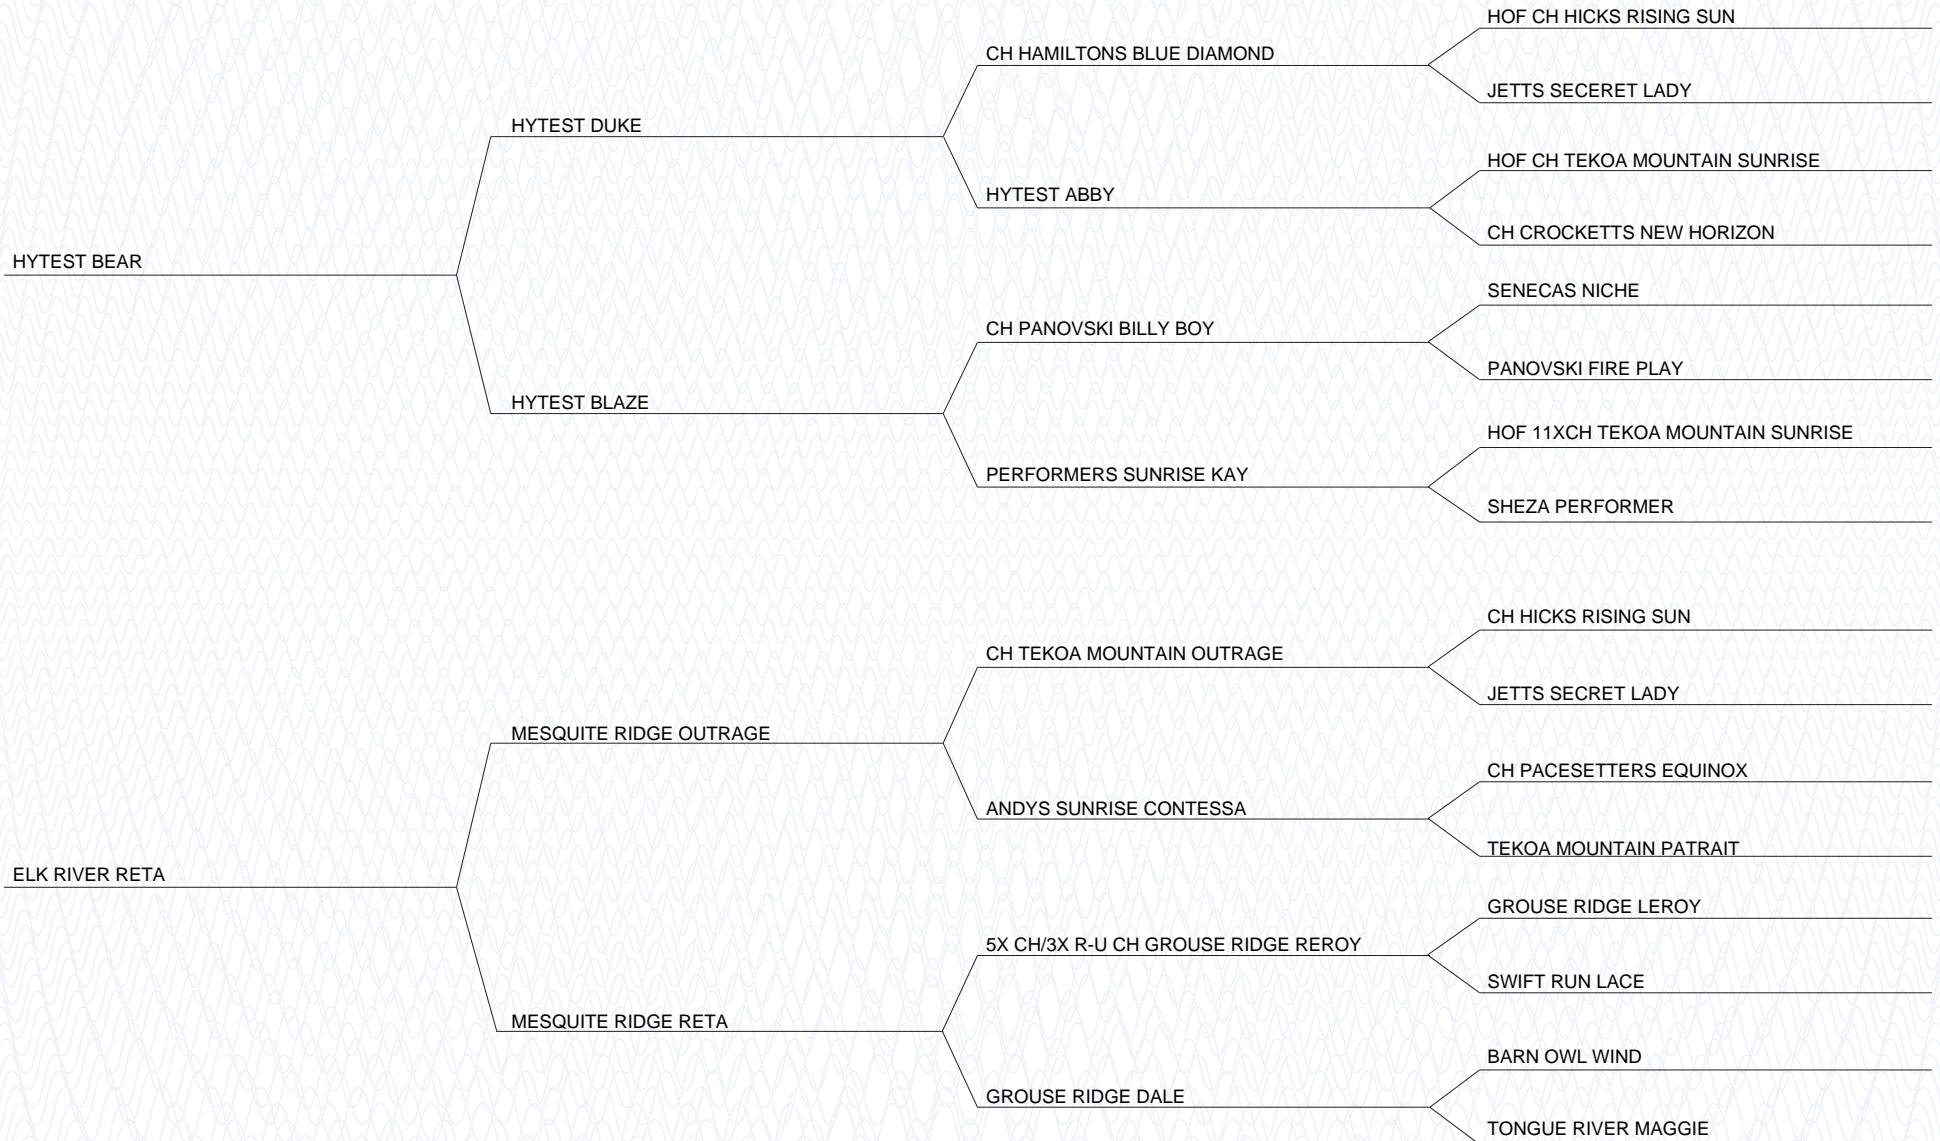 HOF CH HICKS RISING SUN
CH HAMILTONS BLUE DIAMOND
JETTS SECERET LADY
HYTEST DUKE
HOF CH TEKOA MOUNTAIN SUNRISE
HYTEST ABBY
CH CROCKETTS NEW HORIZON
HYTEST BEAR
SENECAS NICHE
CH PANOVSKI BILLY BOY
PANOVSKI FIRE PLAY
HYTEST BLAZE
HOF 11XCH TEKOA MOUNTAIN SUNRISE
PERFORMERS SUNRISE KAY
SHEZA PERFORMER
CH HICKS RISING SUN
CH TEKOA MOUNTAIN OUTRAGE
JETTS SECRET LADY
MESQUITE RIDGE OUTRAGE
CH PACESETTERS EQUINOX
ANDYS SUNRISE CONTESSA
TEKOA MOUNTAIN PATRAIT
ELK RIVER RETA
GROUSE RIDGE LEROY
5X CH/3X R-U CH GROUSE RIDGE REROY
SWIFT RUN LACE
MESQUITE RIDGE RETA
BARN OWL WIND
GROUSE RIDGE DALE
TONGUE RIVER MAGGIE